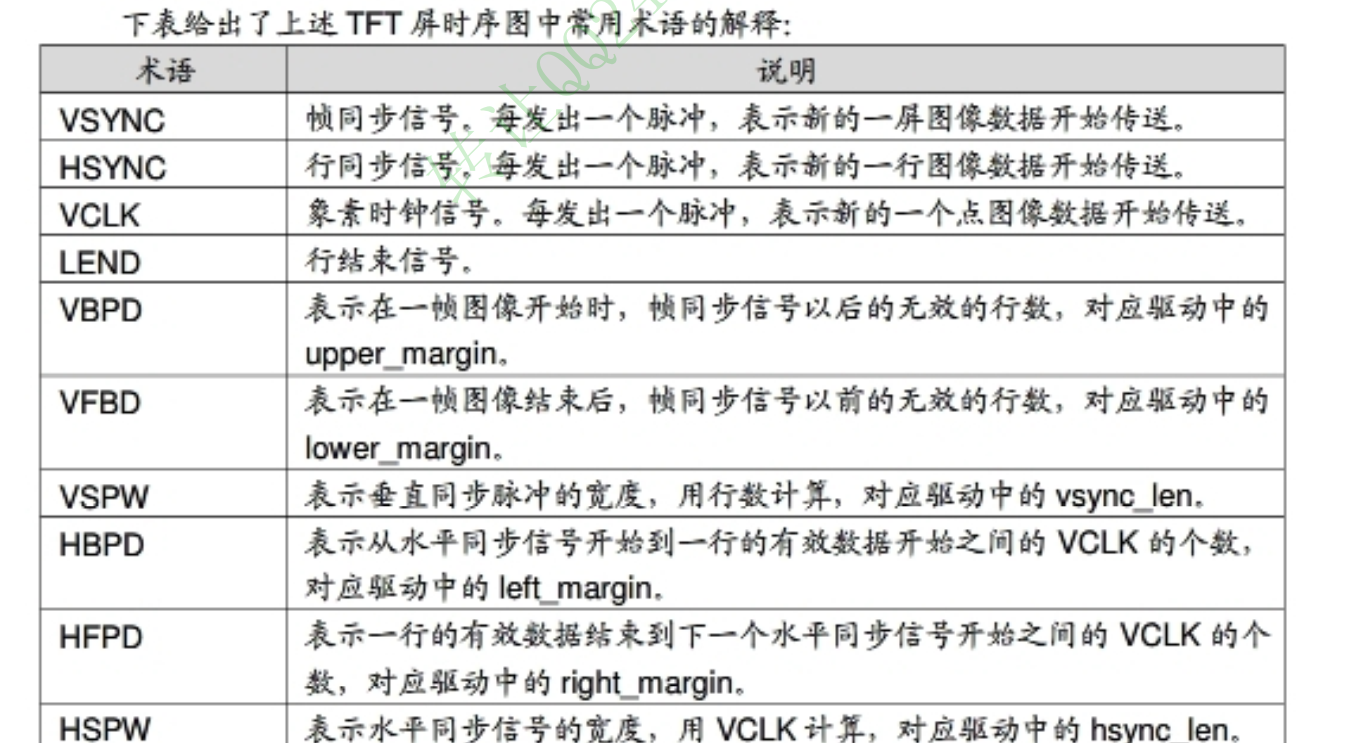 下表给出了上述 TFT 屏时序图中常用术语的解释:
术语 说明
VSYNC 帧同步信号。每发出一个脉冲，表示新的一屏图像数据开始传送。
HSYNC 行同步信号。每发出一个脉冲，表示新的一行图像数据开始传送。
VCLK 象素时钟信号。每发出一个脉冲，表示新的一个点图像数据开始传送。
LEND 行结束信号。
VBPD 表示在一帧图像开始时，帧同步信号以后的无效的行数，对应驱动中的
upper_margin。
VFBD 表示在一帧图像结束后，帧同步信号以前的无效的行数，对应驱动中的
lower_margin。
VSPW 表示垂直同步脉冲的宽度，用行数计算，对应驱动中的 vsync_len。
HBPD 表示从水平同步信号开始到一行的有效数据开始之间的 VCLK 的个数，
对应驱动中的 left_margin。
HFPD 表示一行的有效数据结束到下一个水平同步信号开始之间的 VCLK 的个
数，对应驱动中的 right_margin。
HSPW 表示水平同步信号的宽度，用 VCLK 计算，对应驱动中的 hsync_len。
转让QQ24